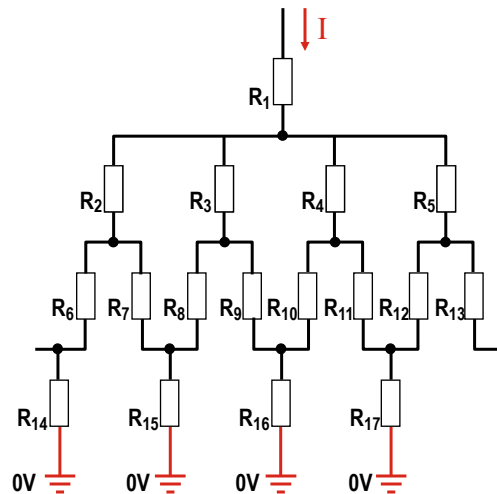 I
R1
R2 R3 R4 R5
R6 R7 R8 R9 R10 R11 R12 R13
R14 R15 R16 R17
0V 0V 0V 0V